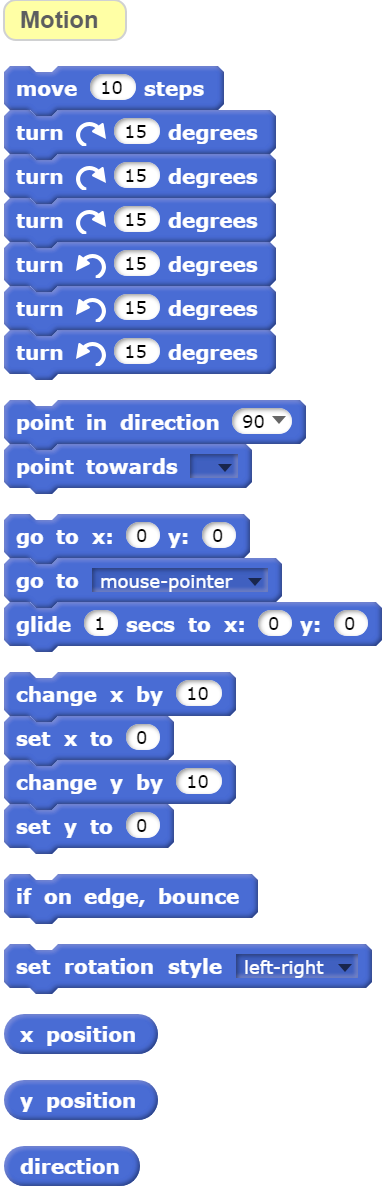 Motion
move 10 steps
turn 15 degrees
turn 15 degrees
turn 15 degrees
turn 15 degrees
turn 15 degrees
turn 15 degrees
point in direction 90
point towards
go to x: 0 y: 0
go to mouse-pointer
glide 1 secs to x: 0 y: 0
change x by 10
set x to 0
change y by 10
set y to 0
if on edge, bounce
set rotation style left-right
x position
y position
direction